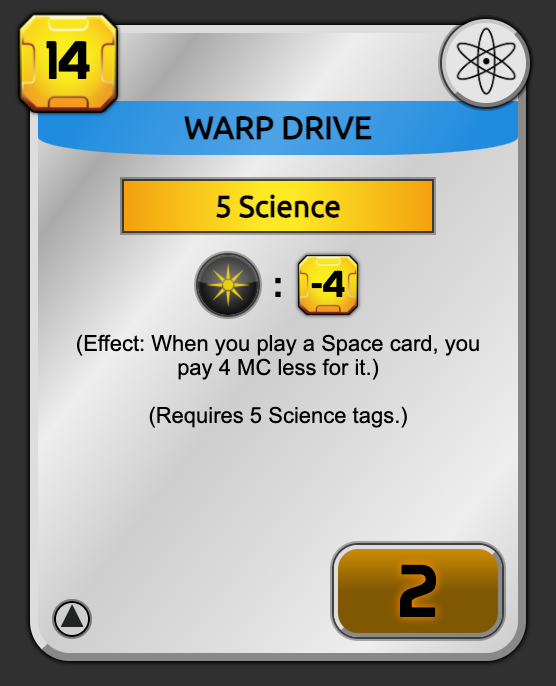 14
WARP DRIVE
5 Science
: -4
(Effect: When you play a Space card, you
pay 4 MC less for it.)
(Requires 5 Science tags.)
2